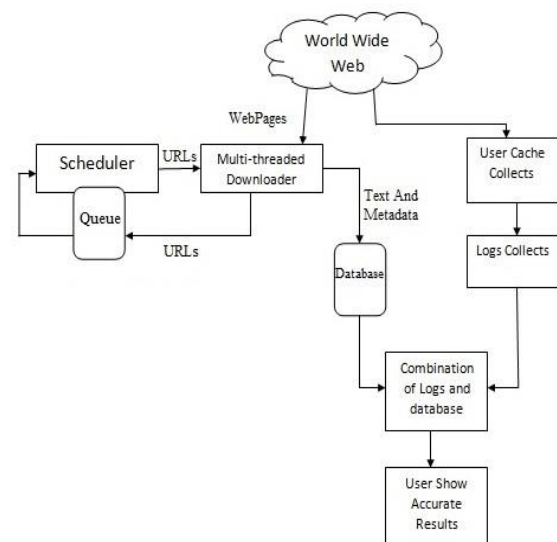 World Wide
Web
WebPages
Scheduler
URLs
Multi-threaded
Downloader
User Cache
Collects
Queue
URLs
Text And
Metadata
Logs Collects
Database
Combination
of Logs and
database
User Show
Accurate
Results